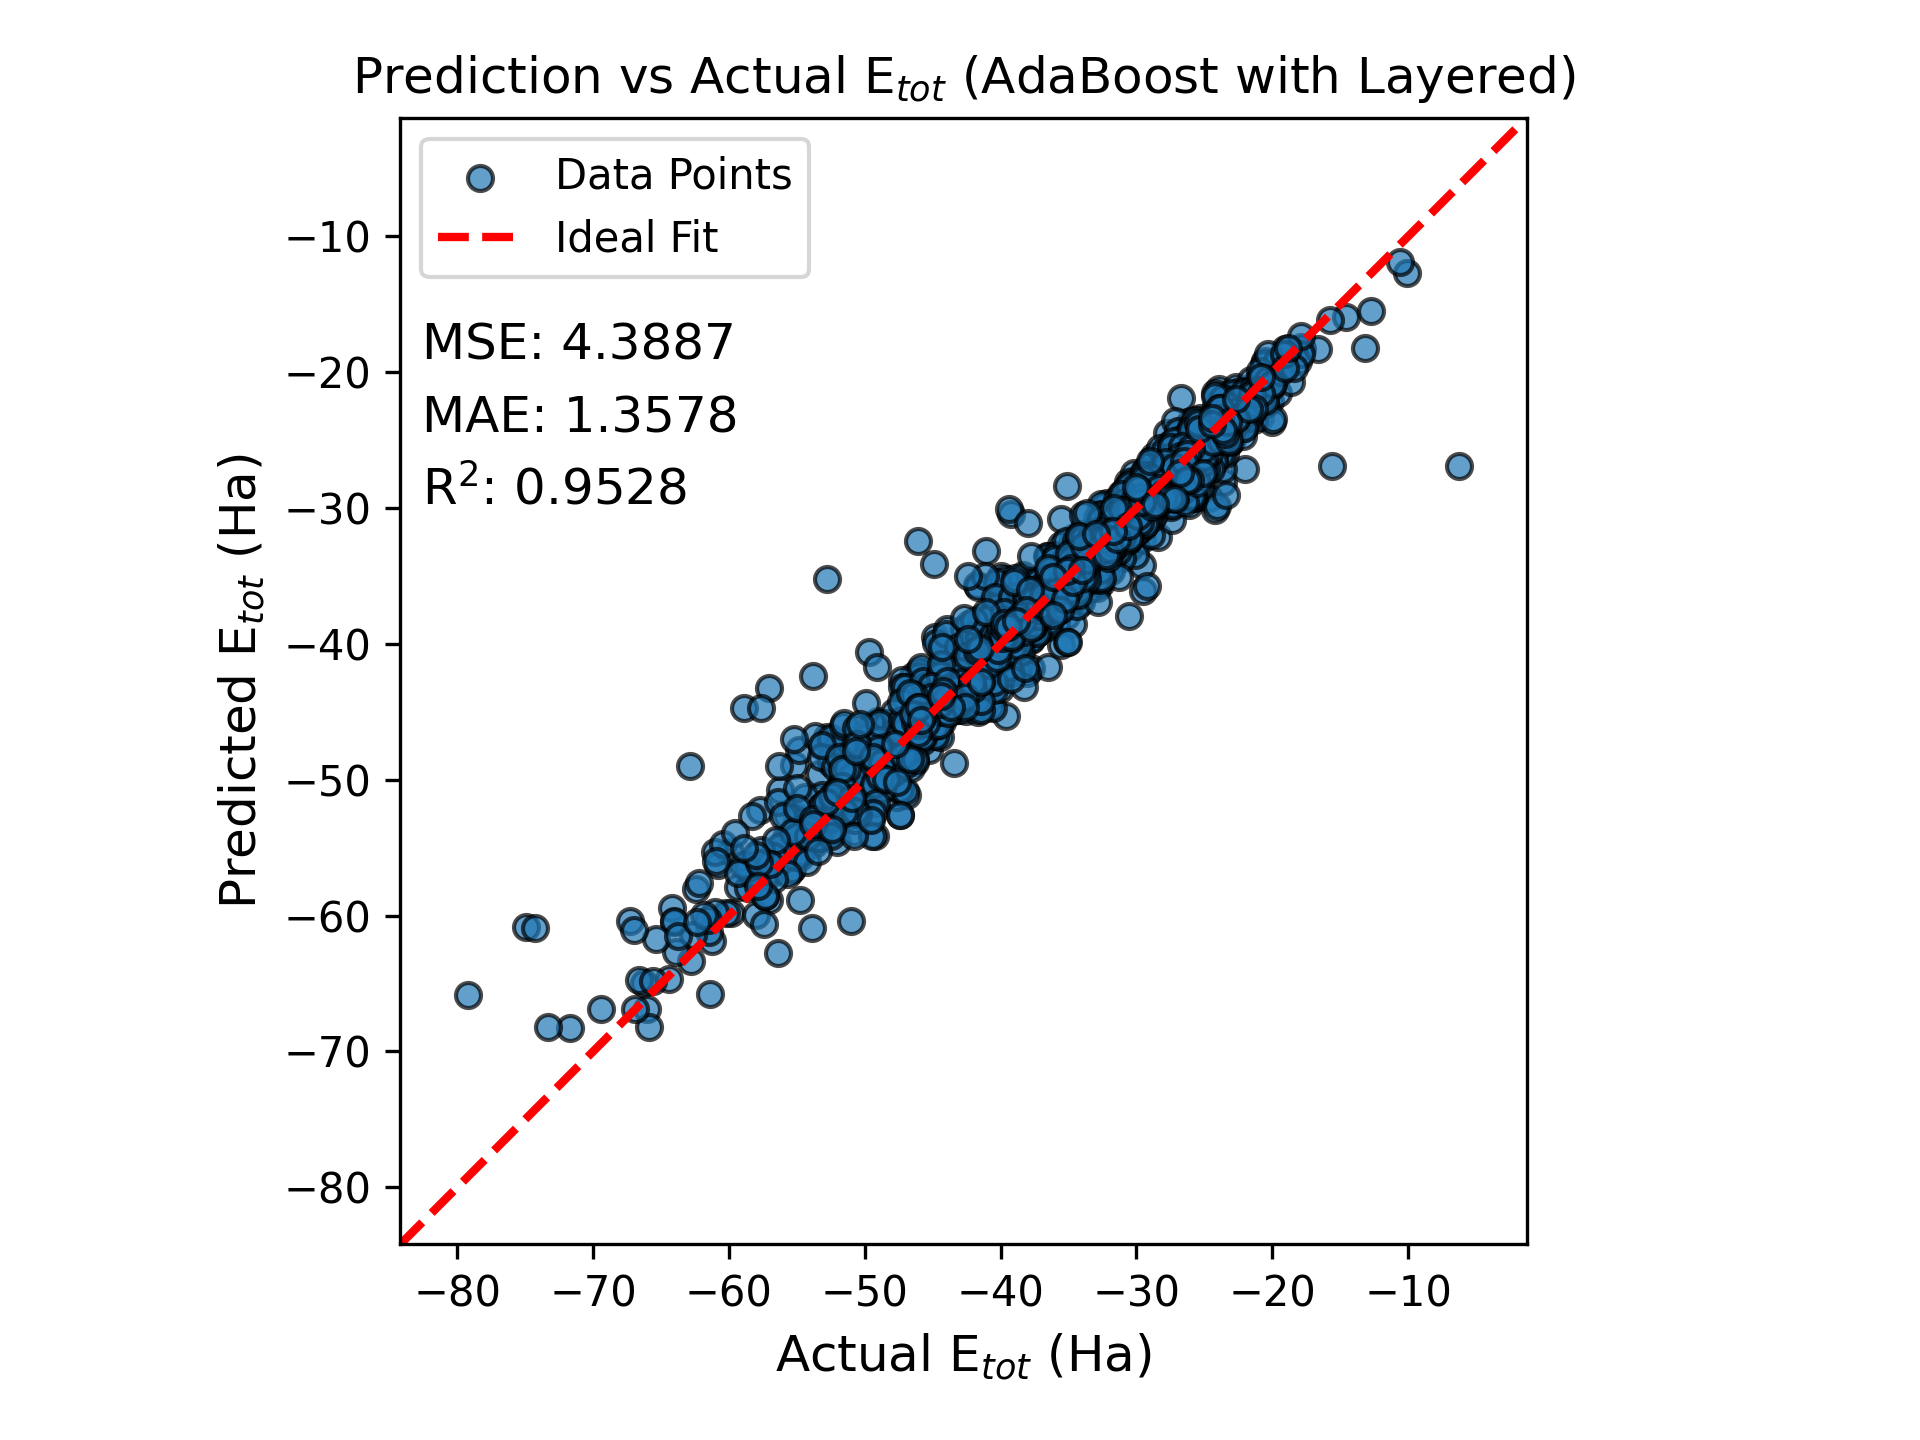 Prediction vs Actual E_tot (AdaBoost with Layered)
Data Points
Ideal Fit
MSE: 4.3887
MAE: 1.3578
R²: 0.9528
Predicted E_tot (Ha)
−10
−20
−30
−40
−50
−60
−70
−80
−80 −70 −60 −50 −40 −30 −20 −10
Actual E_tot (Ha)